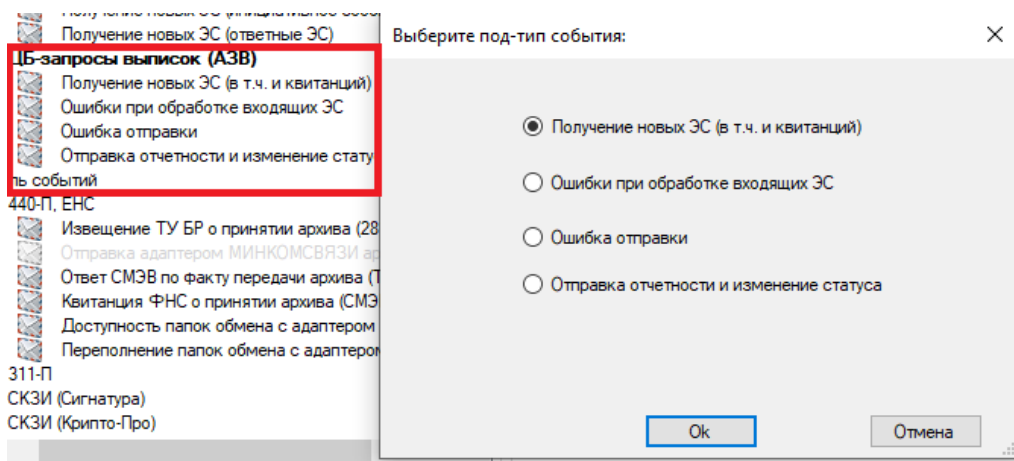 Получение новых ЭС (ответные ЭС)
ЦБ-запросы выписок (АЗВ)
Получение новых ЭС (в т.ч. и квитанций)
Ошибки при обработке входящих ЭС
Ошибка отправки
Отправка отчетности и изменение стату
ль событий
440-П, ЕНС
Извещение ТУ БР о принятии архива (28
Отправка адаптером МИНКОМСВЯЗИ ар
Ответ СМЭВ по факту передачи архива (Т
Квитанция ФНС о принятии архива (СМЭ
Доступность папок обмена с адаптером
Переполнение папок обмена с адаптером
311-П
СКЗИ (Сигнатура)
СКЗИ (Крипто-Про)
Выберите под-тип события:
Получение новых ЭС (в т.ч. и квитанций)
Ошибки при обработке входящих ЭС
Ошибка отправки
Отправка отчетности и изменение статуса
Ok
Отмена